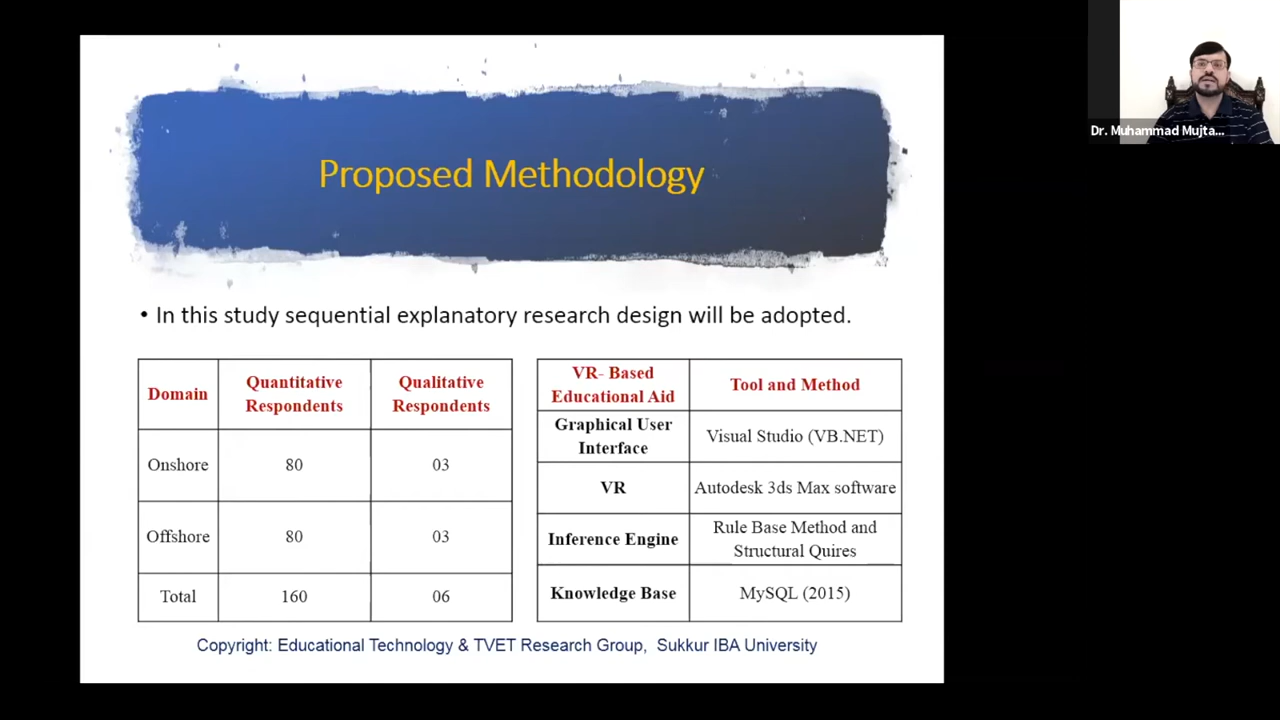 Proposed Methodology
• In this study sequential explanatory research design will be adopted.
Domain
Quantitative
Respondents
Qualitative
Respondents
Onshore
80
03
Offshore
80
03
Total
160
06
VR- Based
Educational Aid
Tool and Method
Graphical User
Interface
Visual Studio (VB.NET)
VR
Autodesk 3ds Max software
Inference Engine
Rule Base Method and
Structural Quires
Knowledge Base
MySQL (2015)
Copyright: Educational Technology & TVET Research Group, Sukkur IBA University
Dr. Muhammad Mujta...